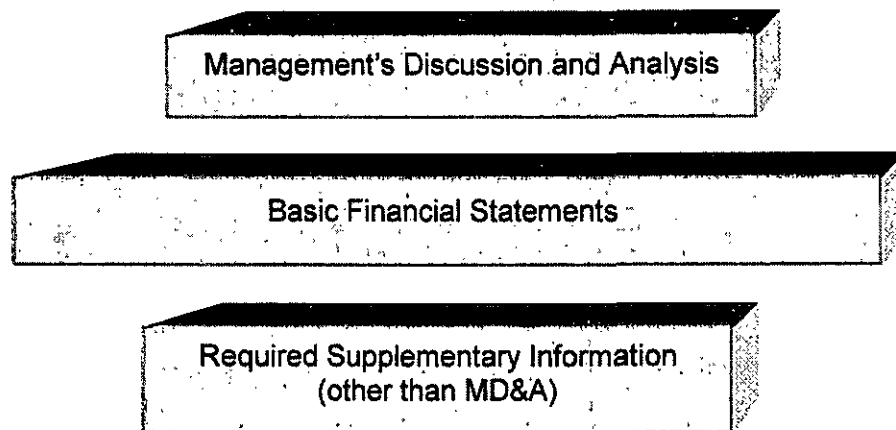 Management's Discussion and Analysis
Basic Financial Statements
Required Supplementary Information
(other than MD&A)